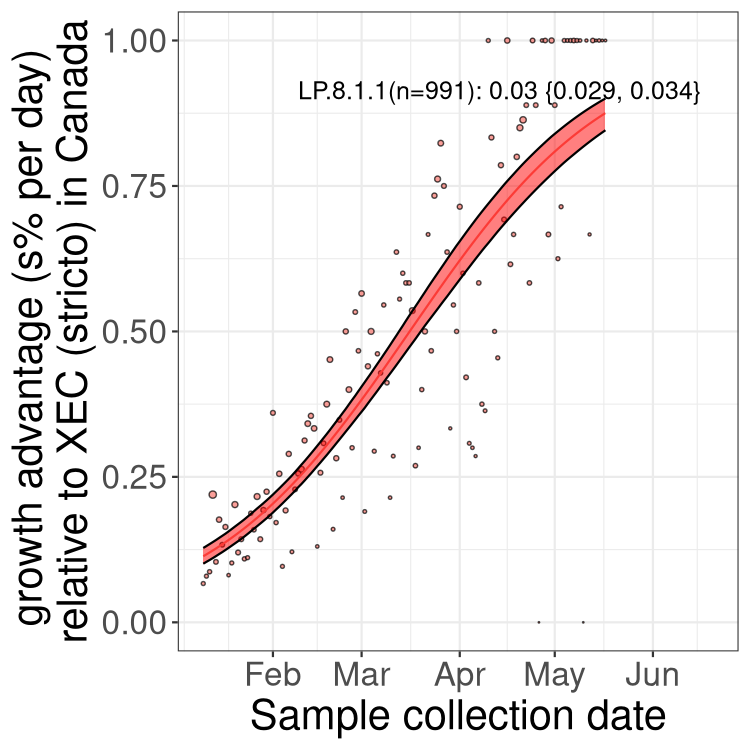 growth advantage (s% per day)
relative to XEC (stricto) in Canada
1.00
0.75
0.50
0.25
0.00
LP.8.1.1(n=991): 0.03 {0.029, 0.034}
Feb Mar Apr May Jun
Sample collection date